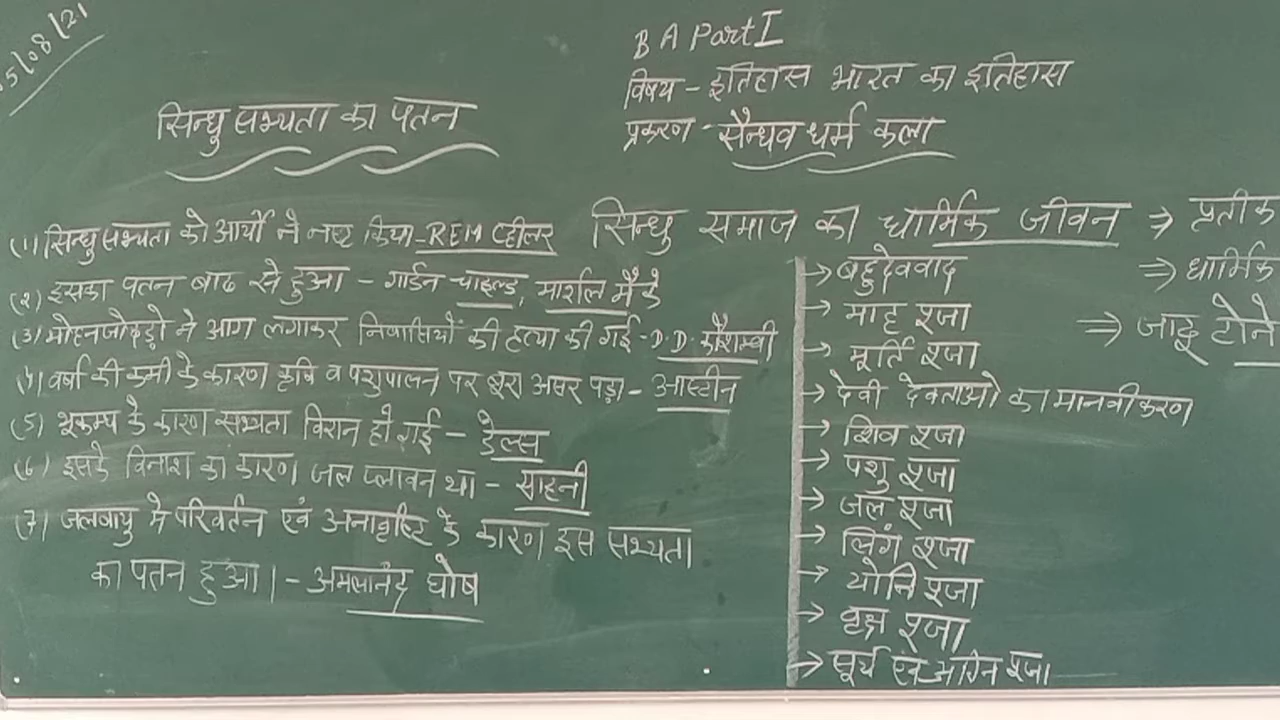 5/08/21
B A Part I
विषय - इतिहास भारत का इतिहास
प्रकरण - सैन्धव धर्म कला
सिन्धु सभ्यता का पतन
(1) सिन्धु सभ्यता को आर्यों ने नष्ट किया - REM व्हीलर
(2) इसका पतन बाढ से हुआ - गार्डन चाइल्ड, मार्शल मैके
(3) मोहनजोदड़ो ने आग लगाकर निवासियों की हत्या की गई - D.D. कौशाम्बी
(4) वर्षा की कमी के कारण कृषि व पशुपालन पर बुरा असर पड़ा - आस्टीन
(5) भूकम्प के कारण सभ्यता विरान हो गई - डेल्स
(6) इसके विनाश का कारण जल प्लावन था - साहनी
(7) जलवायु मे परिवर्तन एवं अनावृष्टि के कारण इस सभ्यता
का पतन हुआ। - अमलानंद घोष
सिन्धु समाज का धार्मिक जीवन ⇒ प्रतीक
→ बहुदेववाद ⇒ धार्मिक
→ मातृ पूजा ⇒ जादू टोने
→ मूर्ति पूजा
→ देवी देवताओ का मानवीकरण
→ शिव पूजा
→ पशु पूजा
→ जल पूजा
→ लिंग पूजा
→ योनि पूजा
→ वृक्ष पूजा
→ सूर्य एंव अग्नि पूजा